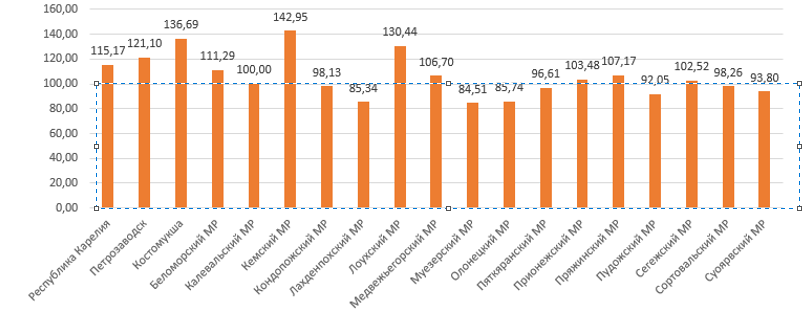 160,00
140,00
120,00
100,00
80,00
60,00
40,00
20,00
0,00
115,17
121,10
136,69
111,29
100,00
142,95
98,13
85,34
130,44
106,70
84,51
85,74
96,61
103,48
107,17
92,05
102,52
98,26
93,80
Республика Карелия
Петрозаводск
Костомукша
Беломорский МР
Калевальский МР
Кемский МР
Кондопожский МР
Лахденпохский МР
Лоухский МР
Медвежьегорский МР
Муезерский МР
Олонецкий МР
Пяткяранский МР
Прионежский МР
Пряжинский МР
Пудожский МР
Сегежский МР
Сортовальский МР
Суоярвский МР